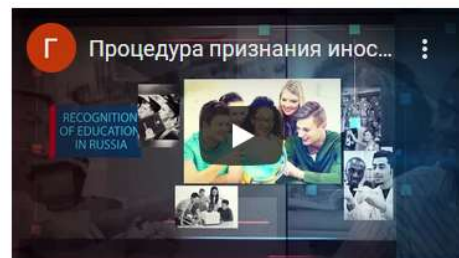 Г Процедура признания инос...
RECOGNITION
OF EDUCATION
IN RUSSIA